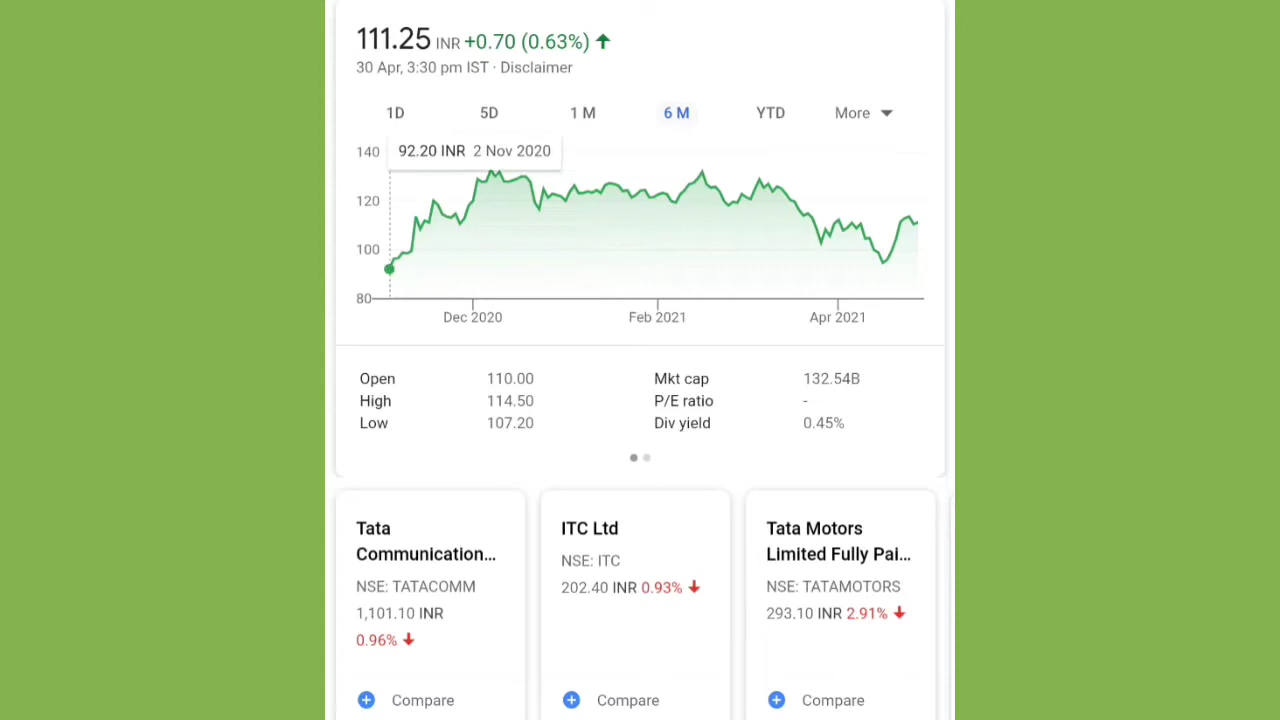 111.25 INR +0.70 (0.63%)
30 Apr, 3:30 pm IST · Disclaimer
1D 5D 1 M 6 M YTD More
92.20 INR 2 Nov 2020
140
120
100
80
Dec 2020 Feb 2021 Apr 2021
Open 110.00 Mkt cap 132.54B
High 114.50 P/E ratio -
Low 107.20 Div yield 0.45%
Tata
Communication...
NSE: TATACOMM
1,101.10 INR
0.96%
Compare
ITC Ltd
NSE: ITC
202.40 INR 0.93%
Compare
Tata Motors
Limited Fully Pai...
NSE: TATAMOTORS
293.10 INR 2.91%
Compare